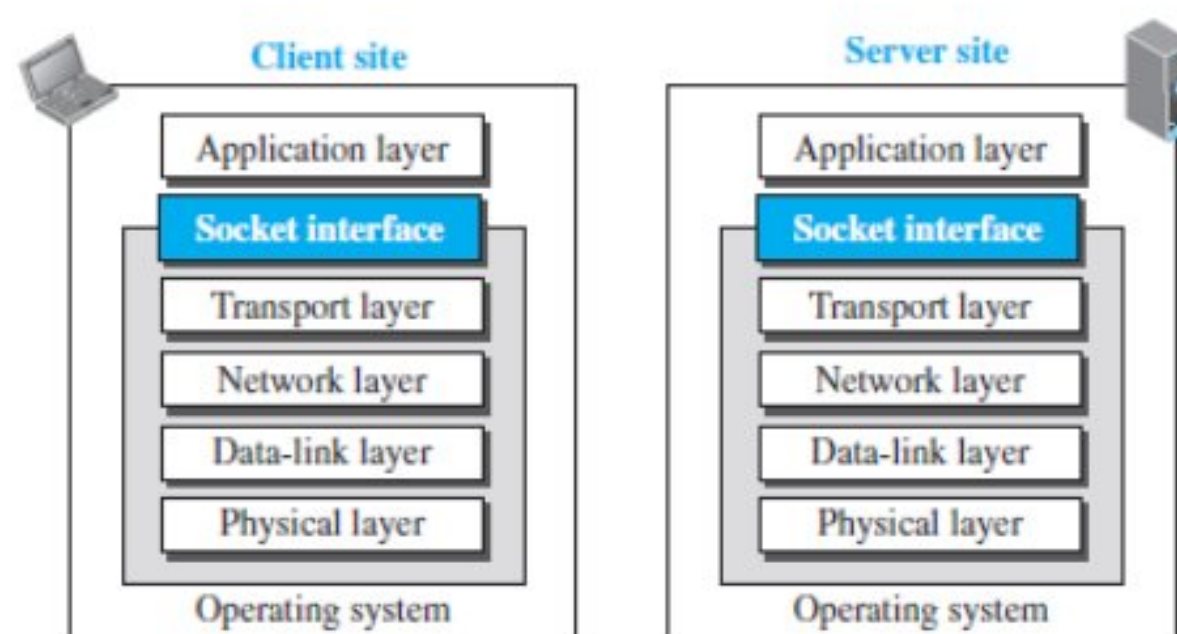 Client site
Application layer
Socket interface
Transport layer
Network layer
Data-link layer
Physical layer
Operating system
Server site
Application layer
Socket interface
Transport layer
Network layer
Data-link layer
Physical layer
Operating system